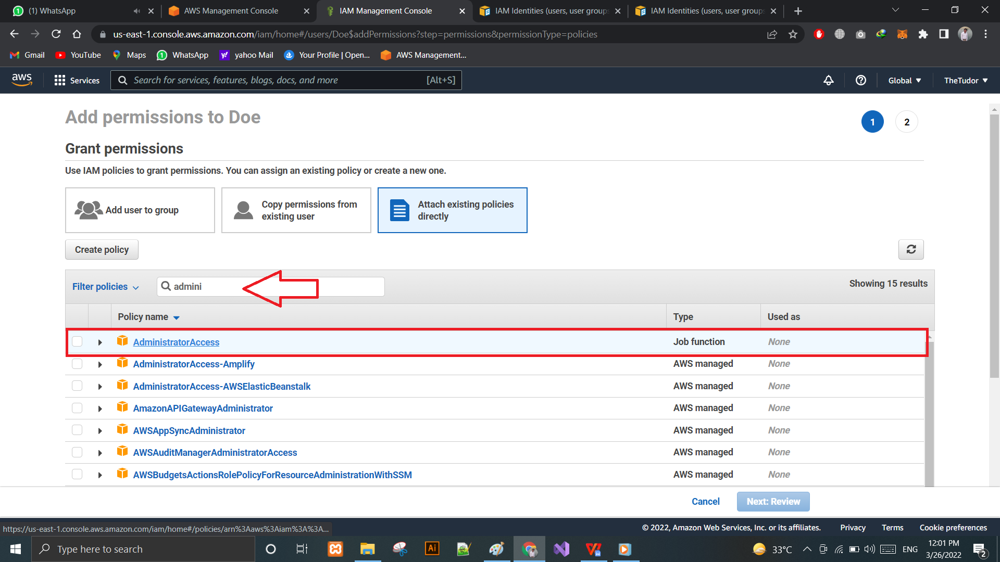 (1) WhatsApp
AWS Management Console
IAM Management Console
IAM Identities (users, user groups
IAM Identities (users, user groups
us-east-1.console.aws.amazon.com/iam/home#/users/Doe$addPermissions?step=permissions&permissionType=policies
Gmail
YouTube
Maps
WhatsApp
yahoo Mail
Your Profile | Open...
AWS Management...
aws
Services
Search for services, features, blogs, docs, and more
[Alt+S]
Global
TheTudor
Add permissions to Doe
1
2
Grant permissions
Use IAM policies to grant permissions. You can assign an existing policy or create a new one.
Add user to group
Copy permissions from
existing user
Attach existing policies
directly
Create policy
Filter policies
admini
Showing 15 results
Policy name
Type
Used as
AdministratorAccess
Job function
None
AdministratorAccess-Amplify
AWS managed
None
AdministratorAccess-AWSElasticBeanstalk
AWS managed
None
AmazonAPIGatewayAdministrator
AWS managed
None
AWSAppSyncAdministrator
AWS managed
None
AWSAuditManagerAdministratorAccess
AWS managed
None
AWSBudgetsActionsRolePolicyForResourceAdministrationWithSSM
AWS managed
None
Cancel
Next: Review
https://us-east-1.console.aws.amazon.com/iam/home#/policies/arn%3Aaws%3Aiam%3A%3A...
© 2022, Amazon Web Services, Inc. or its affiliates.
Privacy
Terms
Cookie preferences
Type here to search
Ai
33°C
ENG
12:01 PM
3/26/2022
2